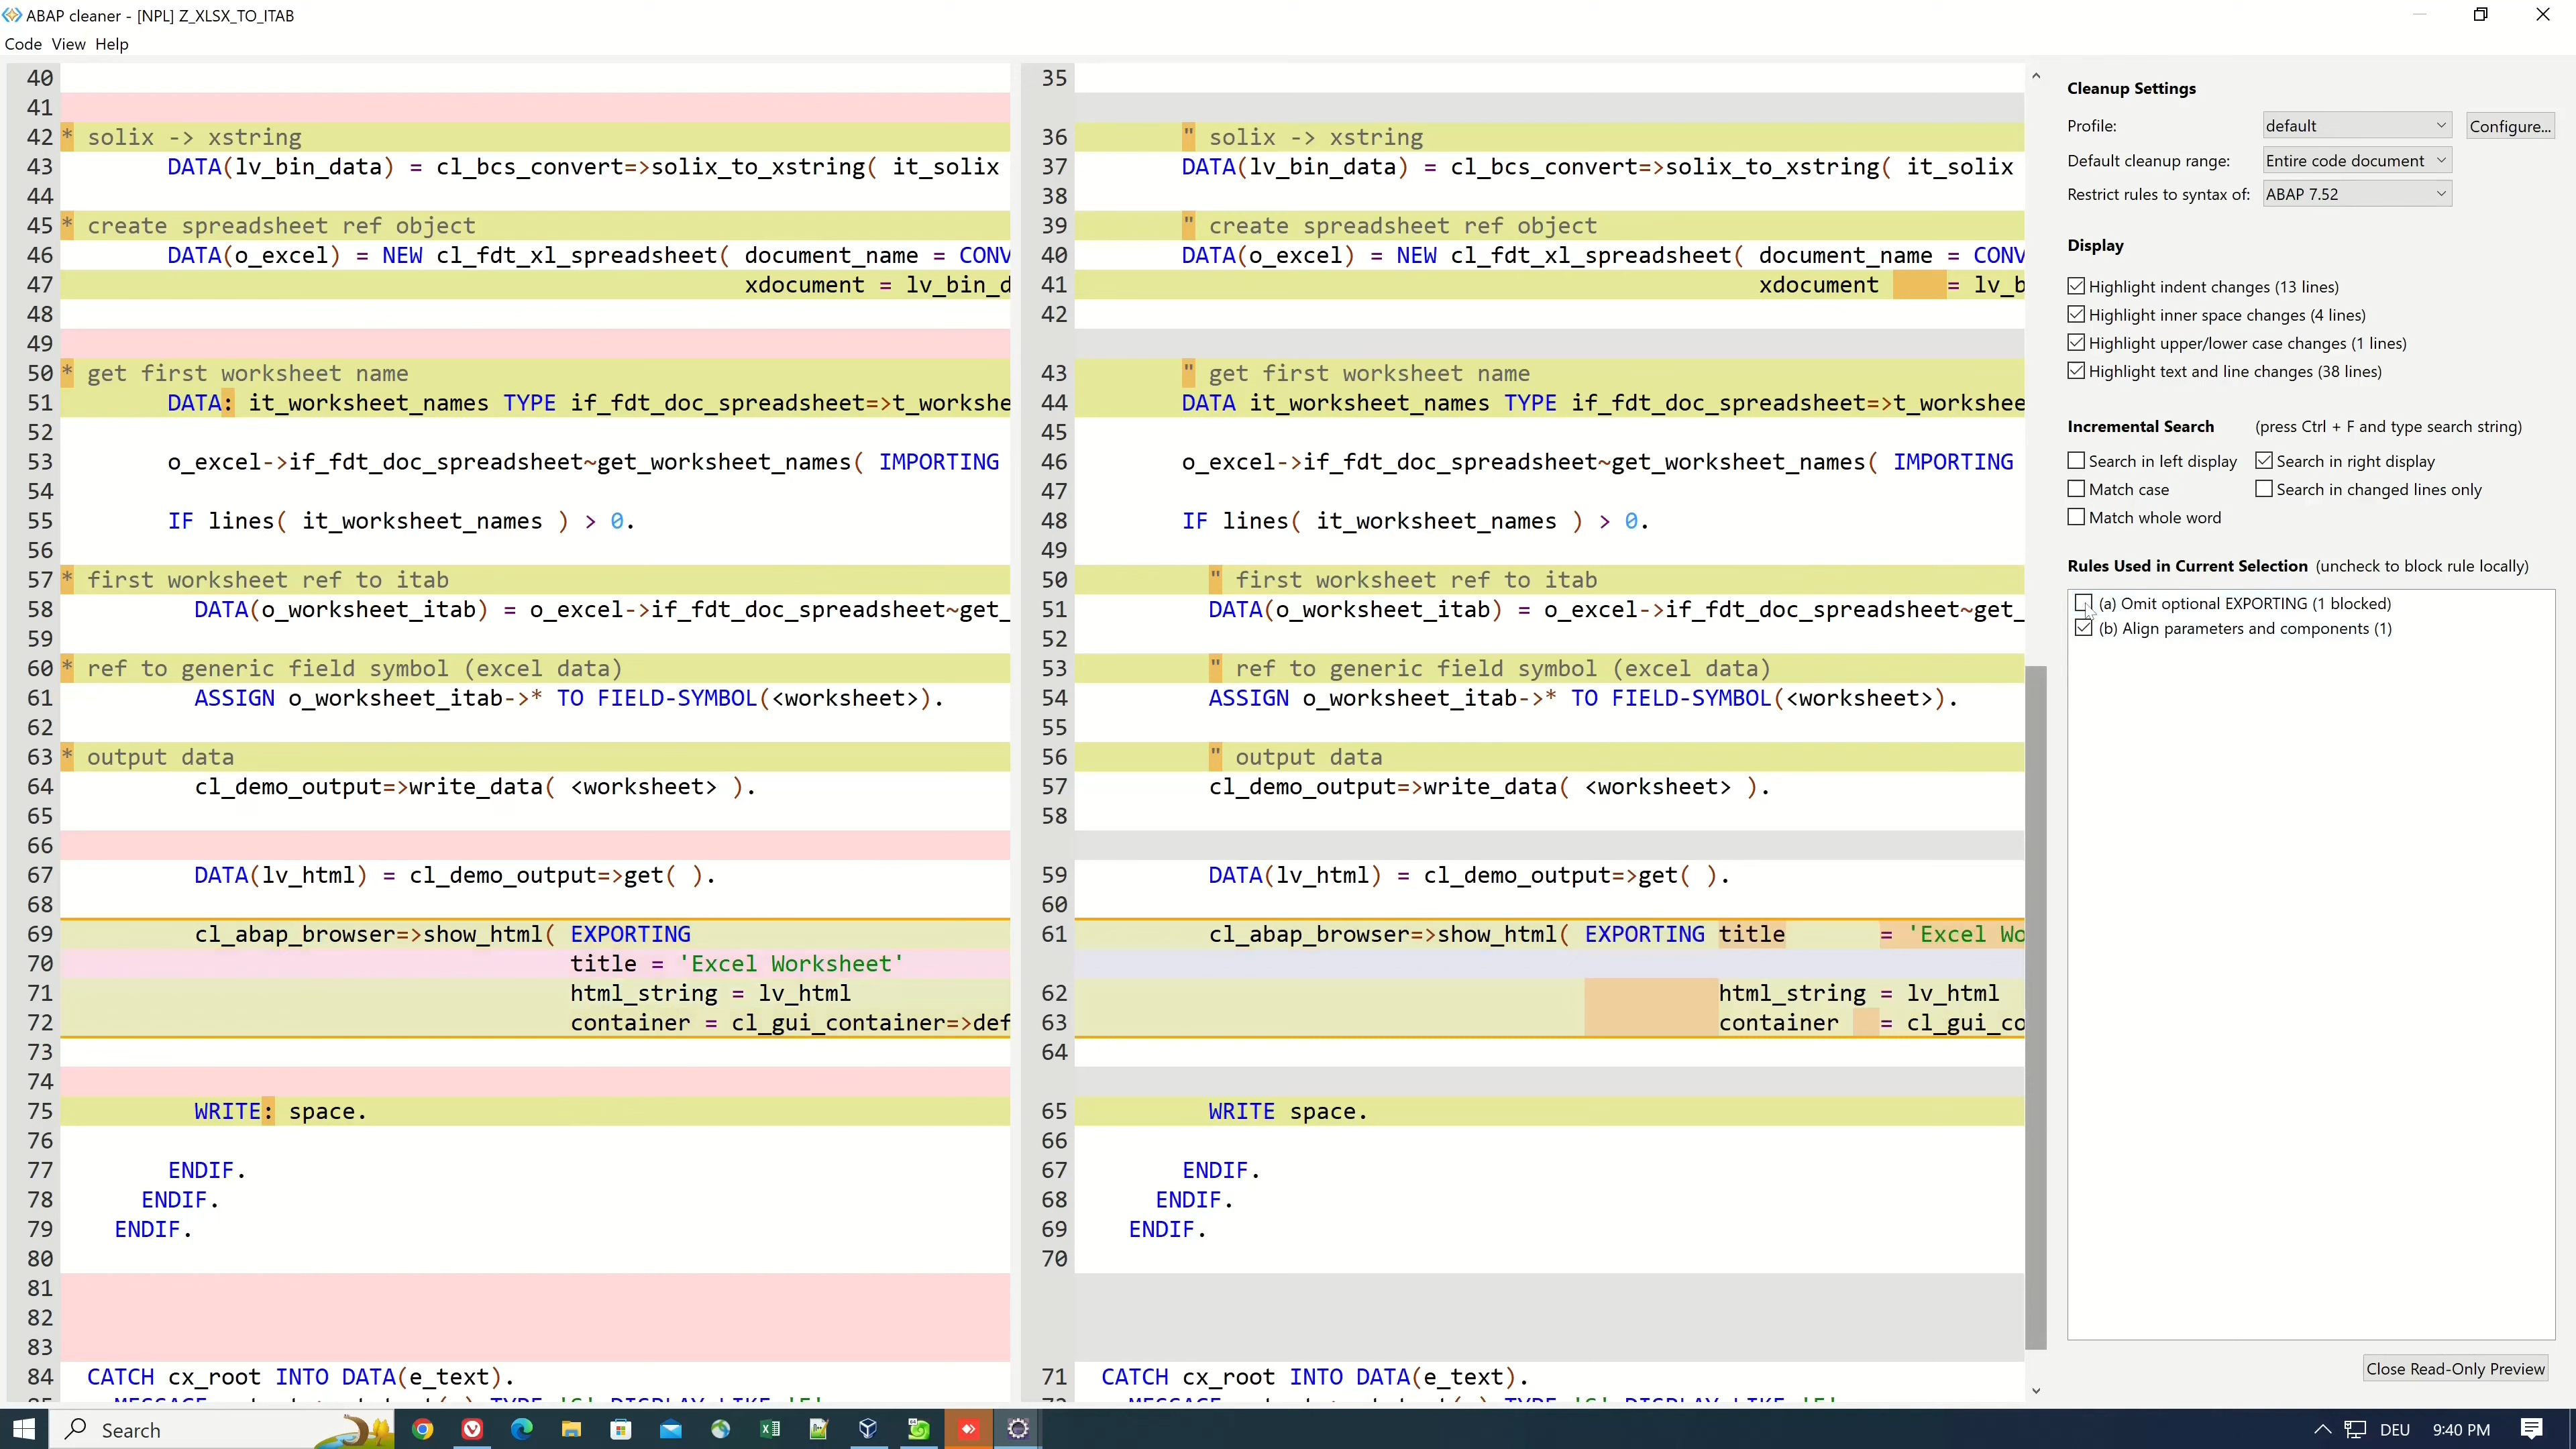 ABAP cleaner - [NPL] Z_XLSX_TO_ITAB
Code View Help
40
41
42 * solix -> xstring
43 DATA(lv_bin_data) = cl_bcs_convert=>solix_to_xstring( it_solix
44
45 * create spreadsheet ref object
46 DATA(o_excel) = NEW cl_fdt_xl_spreadsheet( document_name = CONV
47 xdocument = lv_bin_d
48
49
50 * get first worksheet name
51 DATA: it_worksheet_names TYPE if_fdt_doc_spreadsheet=>t_workshe
52
53 o_excel->if_fdt_doc_spreadsheet~get_worksheet_names( IMPORTING
54
55 IF lines( it_worksheet_names ) > 0.
56
57 * first worksheet ref to itab
58 DATA(o_worksheet_itab) = o_excel->if_fdt_doc_spreadsheet~get_
59
60 * ref to generic field symbol (excel data)
61 ASSIGN o_worksheet_itab->* TO FIELD-SYMBOL(<worksheet>).
62
63 * output data
64 cl_demo_output=>write_data( <worksheet> ).
65
66
67 DATA(lv_html) = cl_demo_output=>get( ).
68
69 cl_abap_browser=>show_html( EXPORTING
70 title = 'Excel Worksheet'
71 html_string = lv_html
72 container = cl_gui_container=>def
73
74
75 WRITE: space.
76
77 ENDIF.
78 ENDIF.
79 ENDIF.
80
81
82
83
84 CATCH cx_root INTO DATA(e_text).
35
36 " solix -> xstring
37 DATA(lv_bin_data) = cl_bcs_convert=>solix_to_xstring( it_solix
38
39 " create spreadsheet ref object
40 DATA(o_excel) = NEW cl_fdt_xl_spreadsheet( document_name = CONV
41 xdocument = lv_b
42
43 " get first worksheet name
44 DATA it_worksheet_names TYPE if_fdt_doc_spreadsheet=>t_workshee
45
46 o_excel->if_fdt_doc_spreadsheet~get_worksheet_names( IMPORTING
47
48 IF lines( it_worksheet_names ) > 0.
49
50 " first worksheet ref to itab
51 DATA(o_worksheet_itab) = o_excel->if_fdt_doc_spreadsheet~get_
52
53 " ref to generic field symbol (excel data)
54 ASSIGN o_worksheet_itab->* TO FIELD-SYMBOL(<worksheet>).
55
56 " output data
57 cl_demo_output=>write_data( <worksheet> ).
58
59 DATA(lv_html) = cl_demo_output=>get( ).
60
61 cl_abap_browser=>show_html( EXPORTING title = 'Excel Wo
62 html_string = lv_html
63 container = cl_gui_co
64
65 WRITE space.
66
67 ENDIF.
68 ENDIF.
69 ENDIF.
70
71 CATCH cx_root INTO DATA(e_text).
Cleanup Settings
Profile: default Configure...
Default cleanup range: Entire code document
Restrict rules to syntax of: ABAP 7.52
Display
Highlight indent changes (13 lines)
Highlight inner space changes (4 lines)
Highlight upper/lower case changes (1 lines)
Highlight text and line changes (38 lines)
Incremental Search (press Ctrl + F and type search string)
Search in left display Search in right display
Match case Search in changed lines only
Match whole word
Rules Used in Current Selection (uncheck to block rule locally)
(a) Omit optional EXPORTING (1 blocked)
(b) Align parameters and components (1)
Close Read-Only Preview
Search
DEU 9:40 PM